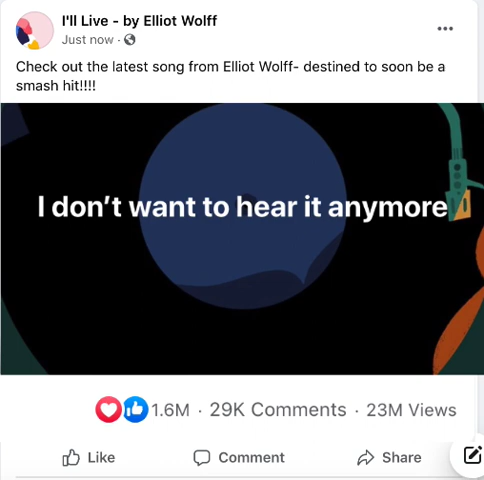 I'll Live - by Elliot Wolff
Just now ·
Check out the latest song from Elliot Wolff- destined to soon be a
smash hit!!!!
I don't want to hear it anymore
1.6M · 29K Comments · 23M Views
Like Comment Share